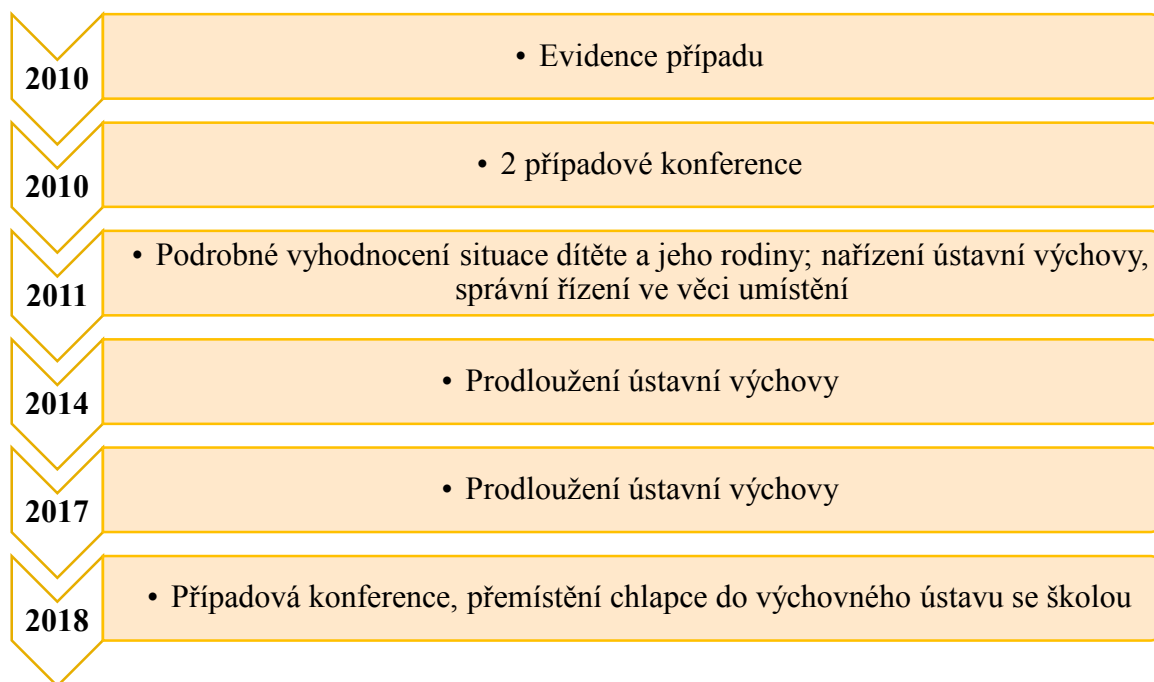 2010
• Evidence případu
2010
• 2 případové konference
2011
• Podrobné vyhodnocení situace dítěte a jeho rodiny; nařízení ústavní výchovy,
správní řízení ve věci umístění
2014
• Prodloužení ústavní výchovy
2017
• Prodloužení ústavní výchovy
2018
• Případová konference, přemístění chlapce do výchovného ústavu se školou